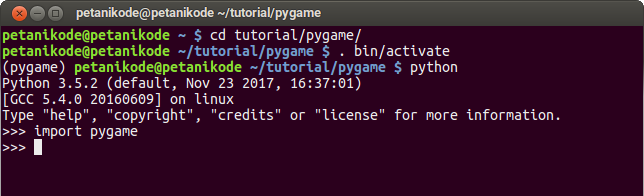 petanikode@petanikode ~/tutorial/pygame
petanikode@petanikode ~ $ cd tutorial/pygame/
petanikode@petanikode ~/tutorial/pygame $ . bin/activate
(pygame) petanikode@petanikode ~/tutorial/pygame $ python
Python 3.5.2 (default, Nov 23 2017, 16:37:01)
[GCC 5.4.0 20160609] on linux
Type "help", "copyright", "credits" or "license" for more information.
>>> import pygame
>>>